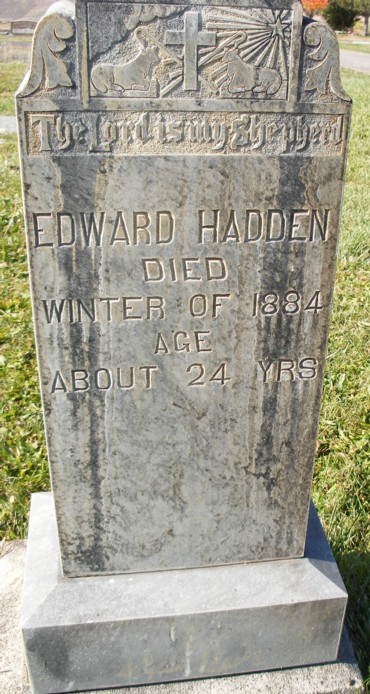 The Lord is my Shepherd
EDWARD HADDEN
DIED
WINTER OF 1884
AGE
ABOUT 24 YRS